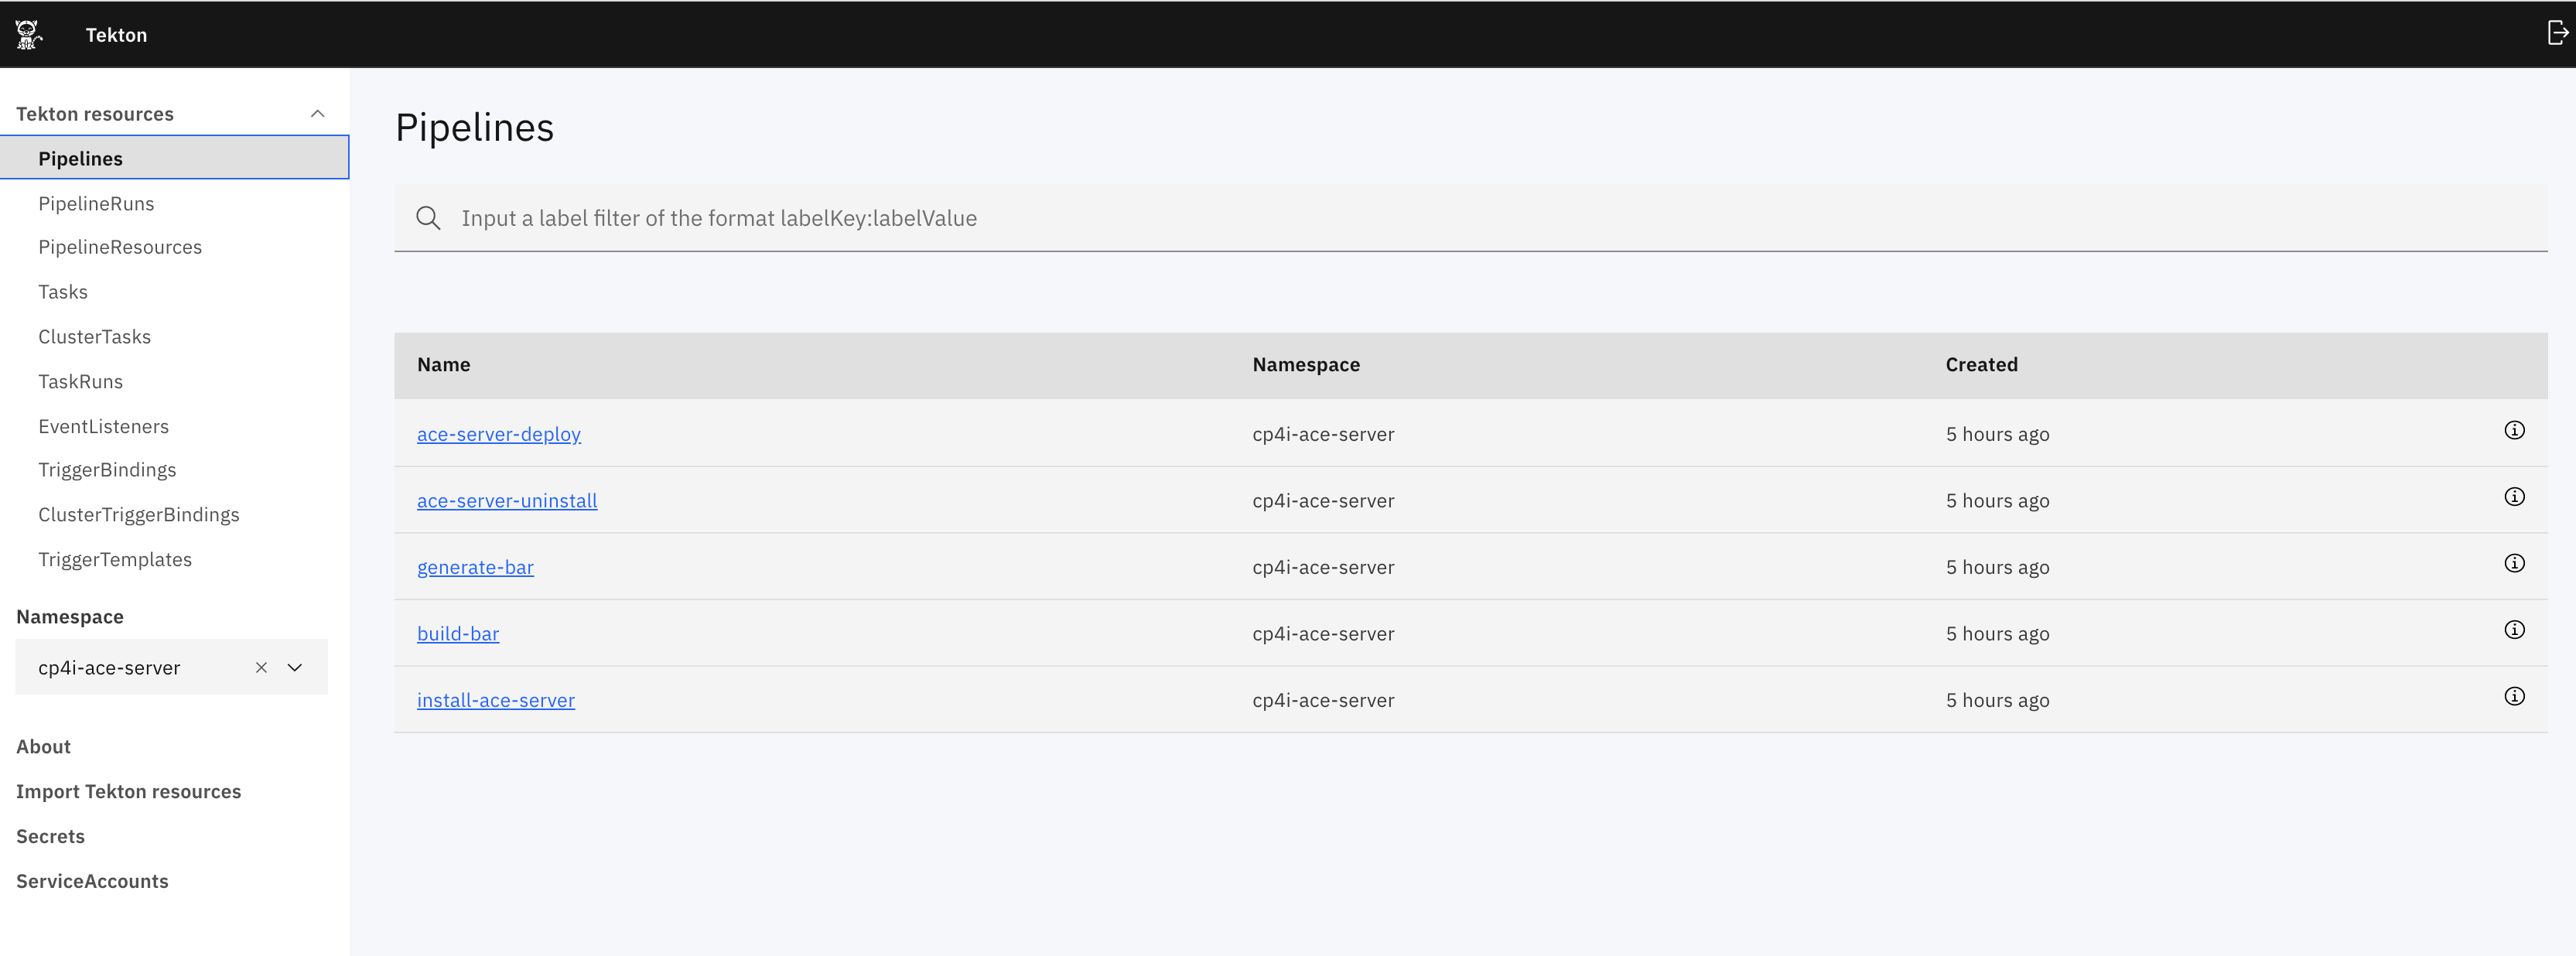 Tekton
Tekton resources
Pipelines
PipelineRuns
PipelineResources
Tasks
ClusterTasks
TaskRuns
EventListeners
TriggerBindings
ClusterTriggerBindings
TriggerTemplates
Namespace
cp4i-ace-server
About
Import Tekton resources
Secrets
ServiceAccounts
Pipelines
Input a label filter of the format labelKey:labelValue
Name Namespace Created
ace-server-deploy cp4i-ace-server 5 hours ago
ace-server-uninstall cp4i-ace-server 5 hours ago
generate-bar cp4i-ace-server 5 hours ago
build-bar cp4i-ace-server 5 hours ago
install-ace-server cp4i-ace-server 5 hours ago